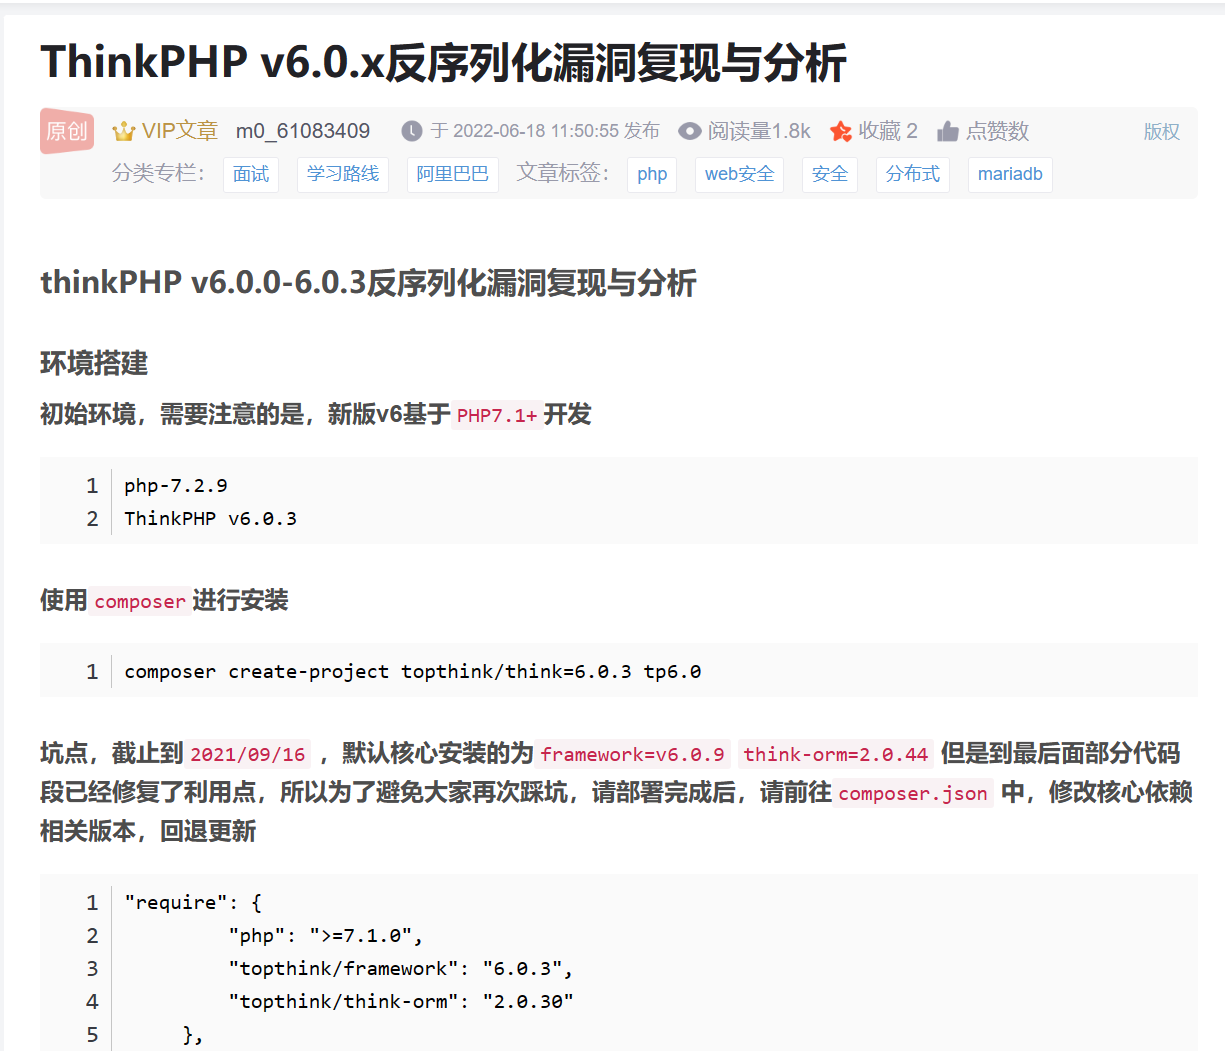 ThinkPHP v6.0.x反序列化漏洞复现与分析
原创 VIP文章 m0_61083409 于 2022-06-18 11:50:55 发布 阅读量1.8k 收藏 2 点赞数 版权
分类专栏： 面试 学习路线 阿里巴巴 文章标签： php web安全 安全 分布式 mariadb
thinkPHP v6.0.0-6.0.3反序列化漏洞复现与分析
环境搭建
初始环境，需要注意的是，新版v6基于 PHP7.1+ 开发
1 php-7.2.9
2 ThinkPHP v6.0.3
使用 composer 进行安装
1 composer create-project topthink/think=6.0.3 tp6.0
坑点，截止到 2021/09/16 ，默认核心安装的为 framework=v6.0.9 think-orm=2.0.44 但是到最后面部分代码
段已经修复了利用点，所以为了避免大家再次踩坑，请部署完成后，请前往 composer.json 中，修改核心依赖
相关版本，回退更新
1 "require": {
2 "php": ">=7.1.0",
3 "topthink/framework": "6.0.3",
4 "topthink/think-orm": "2.0.30"
5 },